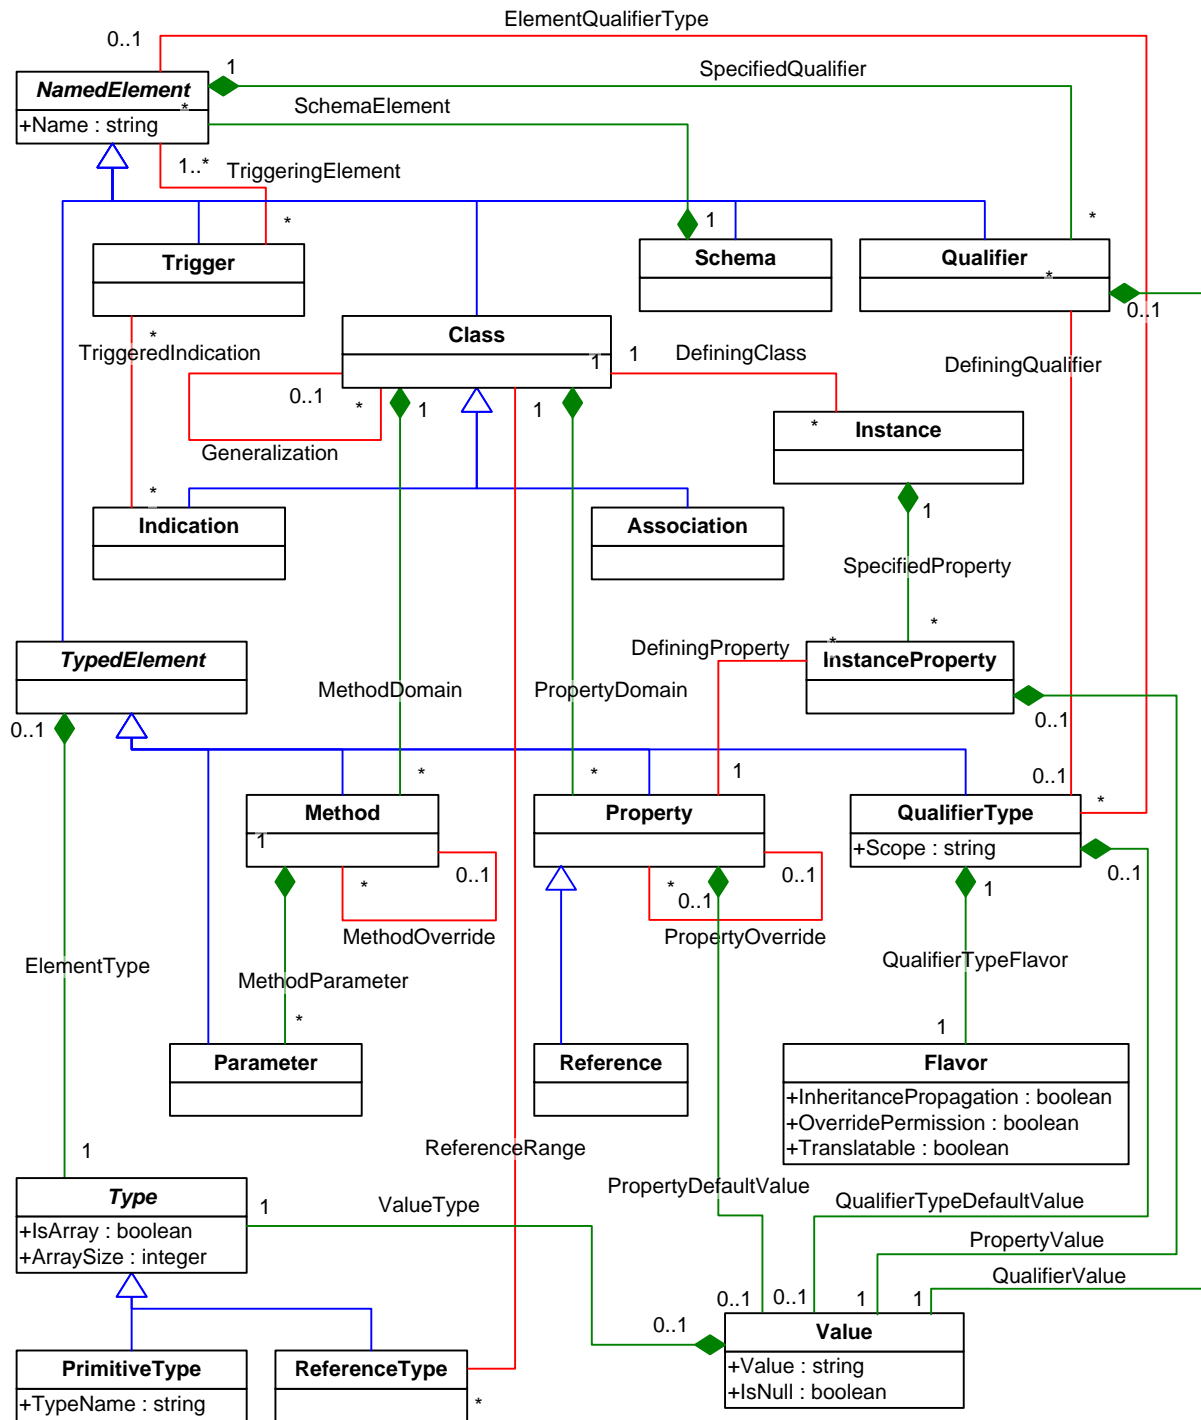 ElementQualifierType
0..1
1
SpecifiedQualifier
NamedElement
*
SchemaElement
+Name : string
1..*
TriggeringElement
*
1
*
Trigger
Schema
Qualifier
*
0..1
*
TriggeredIndication
Class
1
1
DefiningClass
DefiningQualifier
0..1
*
1
1
*
Instance
Generalization
*
1
Indication
Association
SpecifiedProperty
*
*
TypedElement
DefiningProperty
InstanceProperty
MethodDomain
PropertyDomain
0..1
0..1
*
*
1
0..1
*
Method
Property
QualifierType
1
+Scope : string
*
0..1
*
0..1
0..1
1
0..1
MethodOverride
PropertyOverride
ElementType
MethodParameter
QualifierTypeFlavor
*
1
Parameter
Reference
Flavor
+InheritancePropagation : boolean
+OverridePermission : boolean
+Translatable : boolean
1
ReferenceRange
PropertyDefaultValue
Type
1
ValueType
QualifierTypeDefaultValue
+IsArray : boolean
+ArraySize : integer
PropertyValue
QualifierValue
0..1
0..1
0..1
1
1
Value
PrimitiveType
ReferenceType
+Value : string
+TypeName : string
*
+IsNull : boolean